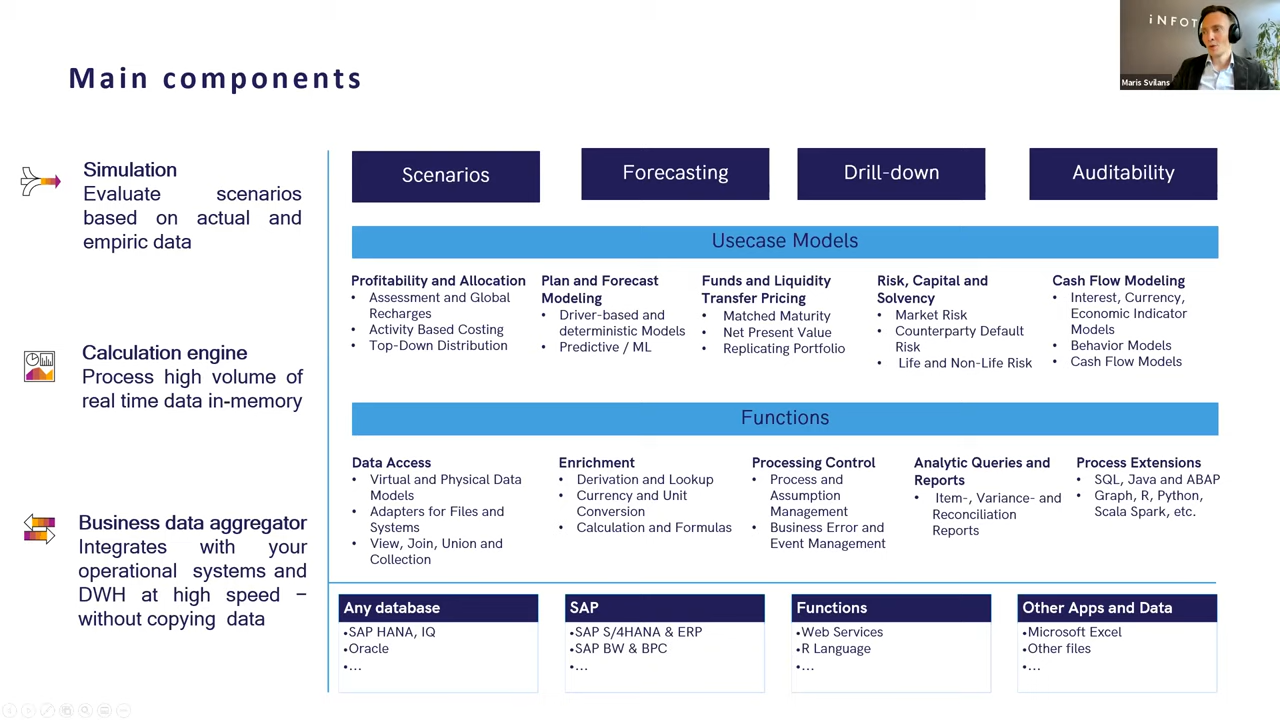 Main components
iNFOT
Maris Svilans
Simulation
Evaluate scenarios
based on actual and
empiric data
Calculation engine
Process high volume of
real time data in-memory
Business data aggregator
Integrates with your
operational systems and
DWH at high speed –
without copying data
Scenarios
Forecasting
Drill-down
Auditability
Usecase Models
Profitability and Allocation
• Assessment and Global
Recharges
• Activity Based Costing
• Top-Down Distribution
Plan and Forecast
Modeling
• Driver-based and
deterministic Models
• Predictive / ML
Funds and Liquidity
Transfer Pricing
• Matched Maturity
• Net Present Value
• Replicating Portfolio
Risk, Capital and
Solvency
• Market Risk
• Counterparty Default
Risk
• Life and Non-Life Risk
Cash Flow Modeling
• Interest, Currency,
Economic Indicator
Models
• Behavior Models
• Cash Flow Models
Functions
Data Access
• Virtual and Physical Data
Models
• Adapters for Files and
Systems
• View, Join, Union and
Collection
Enrichment
• Derivation and Lookup
• Currency and Unit
Conversion
• Calculation and Formulas
Processing Control
• Process and
Assumption
Management
• Business Error and
Event Management
Analytic Queries and
Reports
• Item-, Variance- and
Reconciliation
Reports
Process Extensions
• SQL, Java and ABAP
• Graph, R, Python,
Scala Spark, etc.
Any database
•SAP HANA, IQ
•Oracle
•...
SAP
•SAP S/4HANA & ERP
•SAP BW & BPC
•...
Functions
•Web Services
•R Language
•...
Other Apps and Data
•Microsoft Excel
•Other files
•...